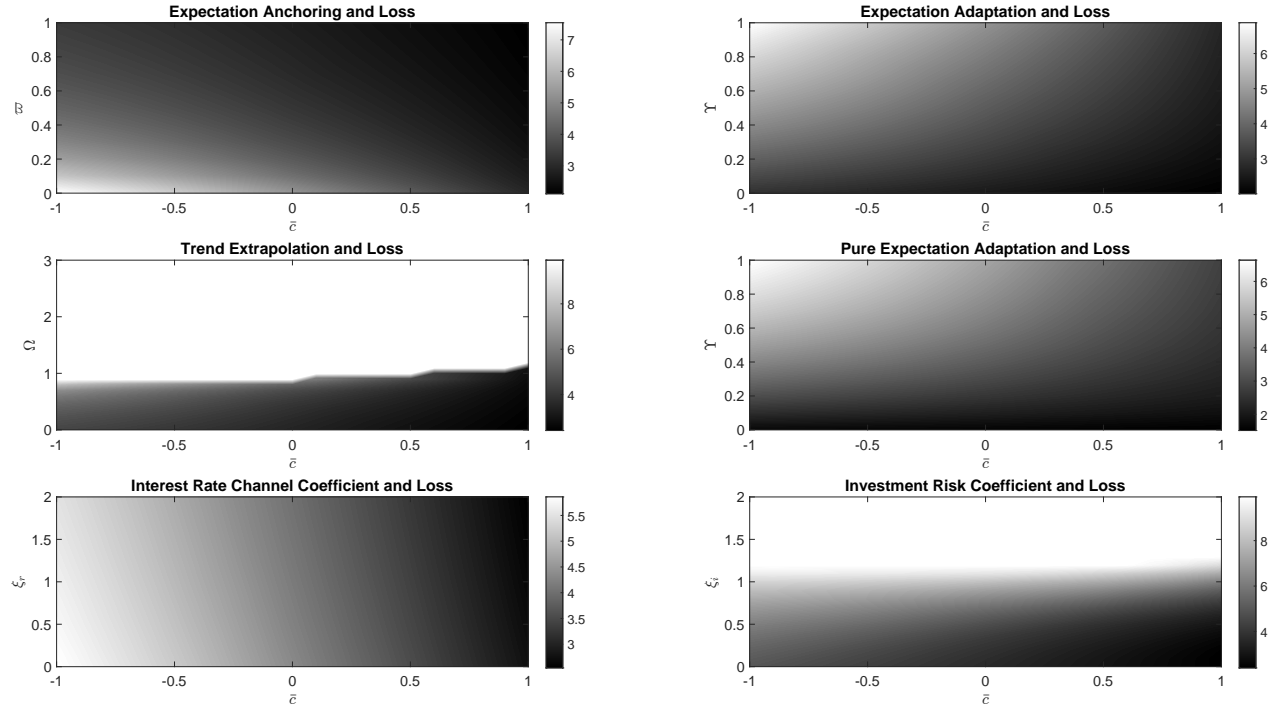 Expectation Anchoring and Loss
1
0.8
0.6
0.4
0.2
0
ϖ
-1 -0.5 0 0.5 1
c̄
7
6
5
4
3
Expectation Adaptation and Loss
1
0.8
0.6
0.4
0.2
0
Υ
-1 -0.5 0 0.5 1
c̄
6
5
4
3
Trend Extrapolation and Loss
3
2
1
0
Ω
-1 -0.5 0 0.5 1
c̄
8
6
4
Pure Expectation Adaptation and Loss
1
0.8
0.6
0.4
0.2
0
Υ
-1 -0.5 0 0.5 1
c̄
6
5
4
3
2
Interest Rate Channel Coefficient and Loss
2
1.5
1
0.5
0
ξr
-1 -0.5 0 0.5 1
c̄
5.5
5
4.5
4
3.5
3
Investment Risk Coefficient and Loss
2
1.5
1
0.5
0
ξi
-1 -0.5 0 0.5 1
c̄
8
6
4